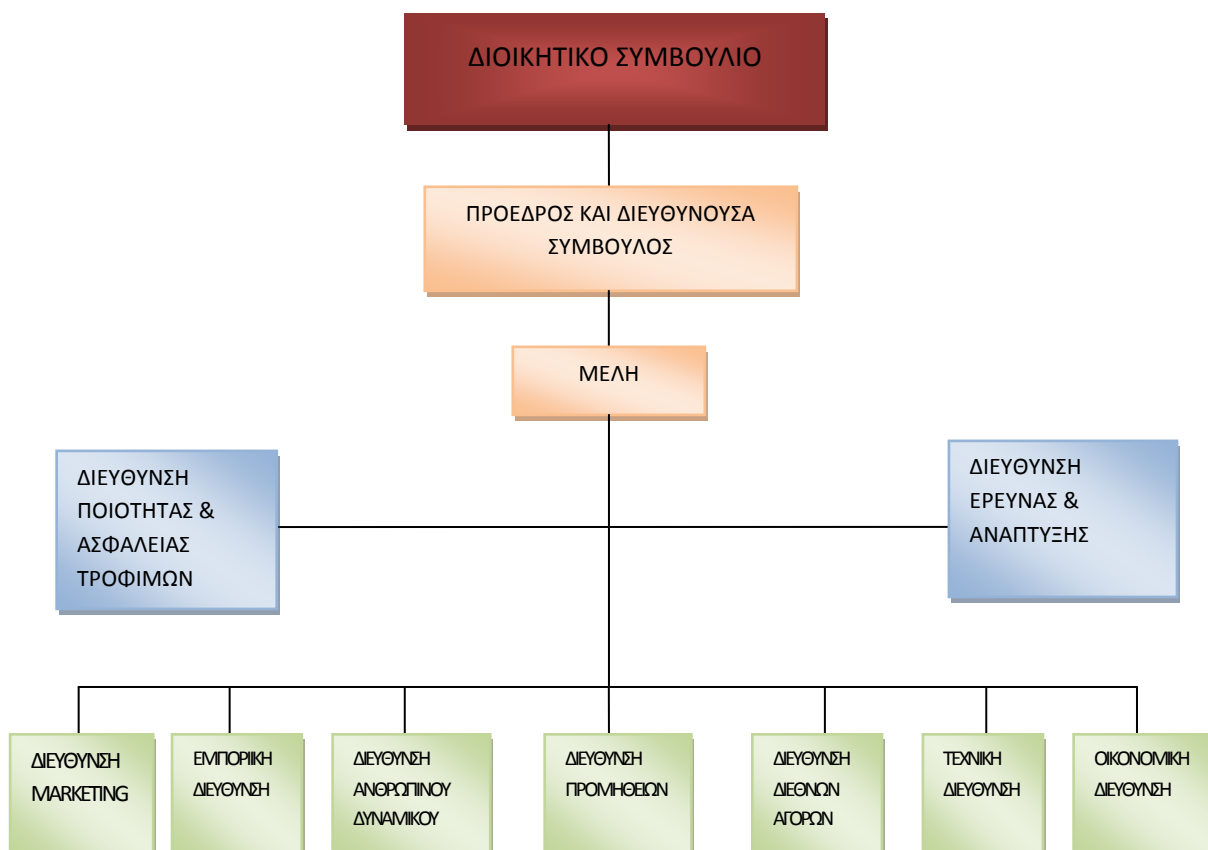 ΔΙΟΙΚΗΤΙΚΟ ΣΥΜΒΟΥΛΙΟ
ΠΡΟΕΔΡΟΣ ΚΑΙ ΔΙΕΥΘΥΝΟΥΣΑ
ΣΥΜΒΟΥΛΟΣ
ΜΕΛΗ
ΔΙΕΥΘΥΝΣΗ
ΠΟΙΟΤΗΤΑΣ &
ΑΣΦΑΛΕΙΑΣ
ΤΡΟΦΙΜΩΝ
ΔΙΕΥΘΥΝΣΗ
ΕΡΕΥΝΑΣ &
ΑΝΑΠΤΥΞΗΣ
ΔΙΕΥΘΥΝΣΗ
MARKETING
ΕΜΠΟΡΙΙΚΗ
ΔΙΕΥΘΥΝΣΗ
ΔΙΕΥΘΥΝΣΗ
ΑΝΘΡΩΠΙΝΟΥ
ΔΥΝΑΜΙΚΟΥ
ΔΙΕΥΘΥΝΣΗ
ΠΡΟΜΗΘΕΙΩΝ
ΔΙΕΥΘΥΝΣΗ
ΔΙΕΘΝΩΝ
ΑΓΟΡΩΝ
ΤΕΧΝΙΚΗ
ΔΙΕΥΘΥΝΣΗ
ΟΙΚΟΝΟΜΙΚΗ
ΔΙΕΥΘΥΝΣΗ